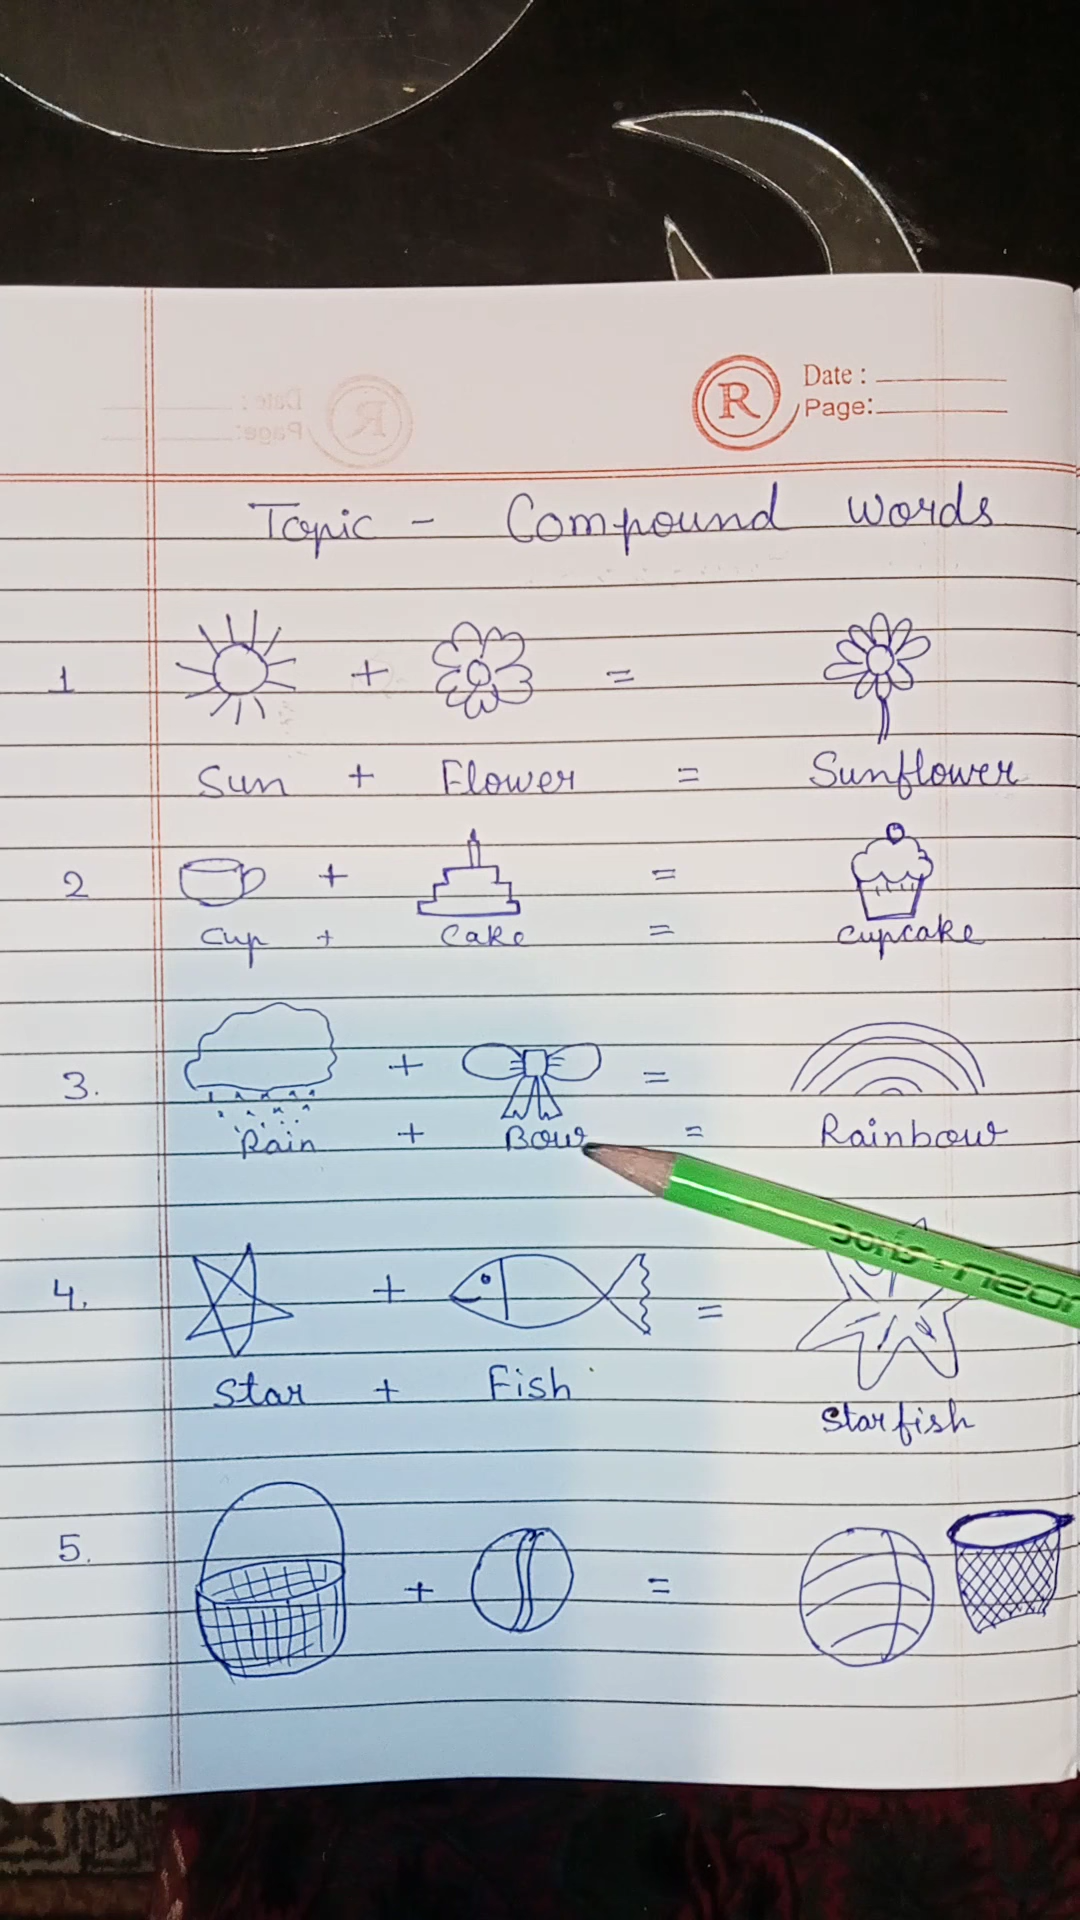 R Date :
Page:
Topic - Compound Words
1 + =
Sun + Flower = Sunflower
2 + =
Cup + Cake = Cupcake
3. + =
Rain + Bow = Rainbow
4. + =
Star + Fish
Starfish
5. + =